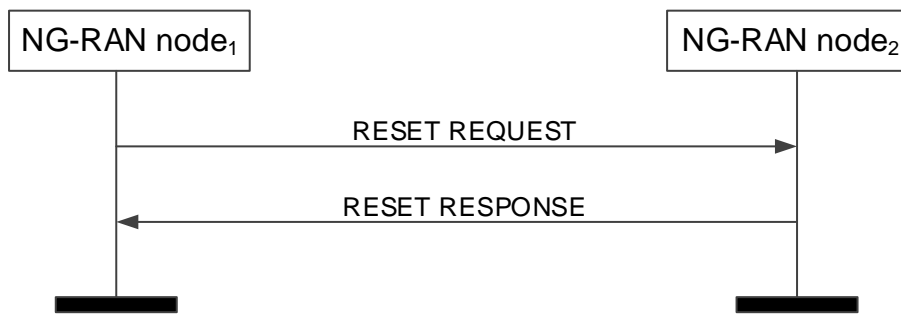 NG-RAN node₁
NG-RAN node₂
RESET REQUEST
RESET RESPONSE